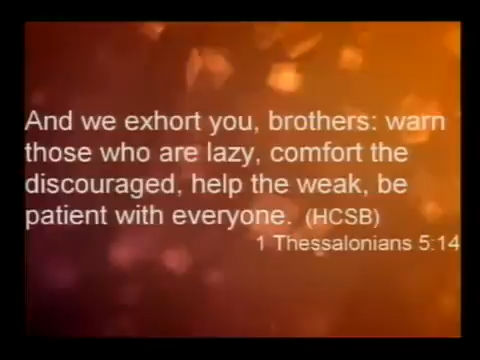 And we exhort you, brothers: warn
those who are lazy, comfort the
discouraged, help the weak, be
patient with everyone. (HCSB)
1 Thessalonians 5:14